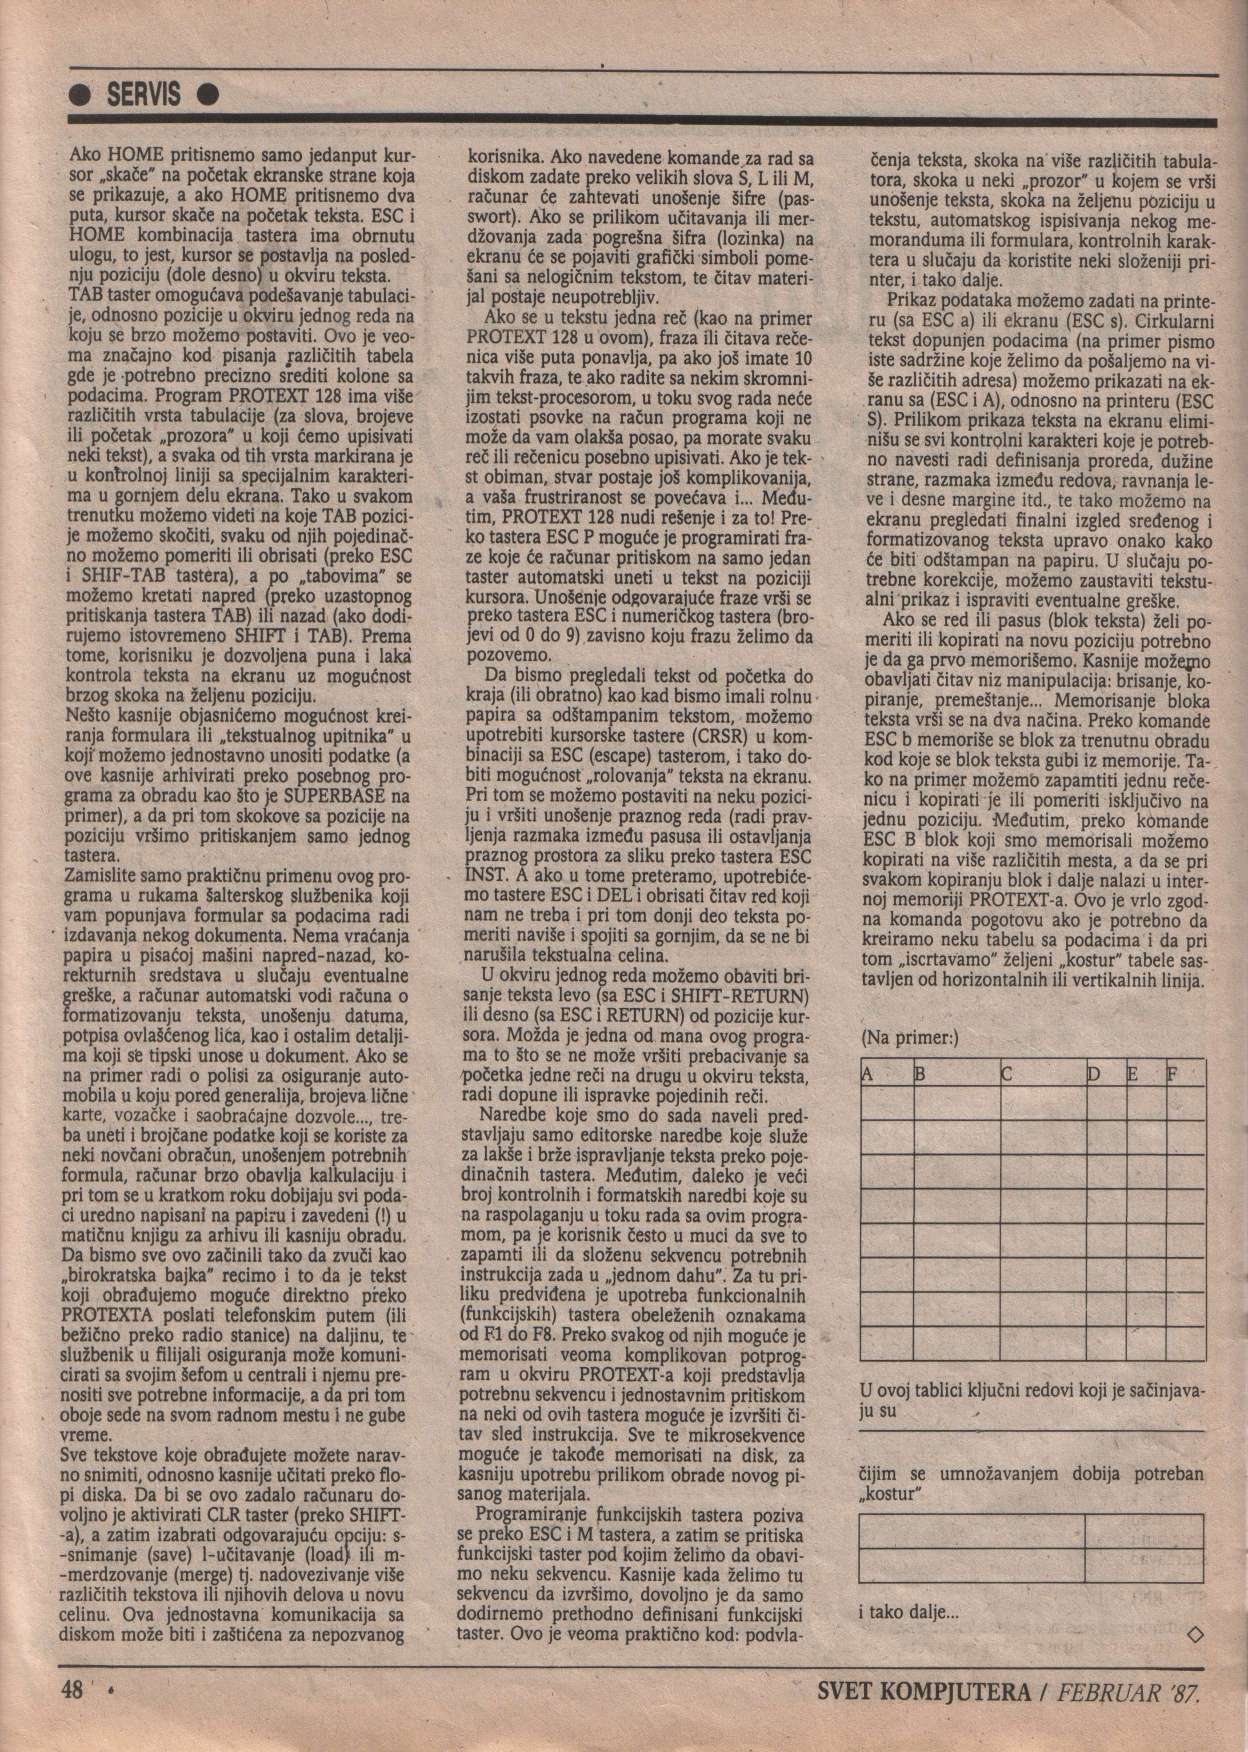 ● SERVIS ●
Ako HOME pritisnemo samo jedanput kur-
sor „skače" na početak ekranske strane koja
se prikazuje, a ako HOME pritisnemo dva
puta, kursor skače na početak teksta. ESC i
HOME kombinacija tastera ima obrnutu
ulogu, to jest, kursor se postavlja na posled-
nju poziciju (dole desno) u okviru teksta.
TAB taster omogućava podešavanje tabulaci-
je, odnosno pozicije u okviru jednog reda na
koju se brzo možemo postaviti. Ovo je veo-
ma značajno kod pisanja različitih tabela
gde je potrebno precizno srediti kolone sa
podacima. Program PROTEXT 128 ima više
različitih vrsta tabulacije (za slova, brojeve
ili početak „prozora" u koji ćemo upisivati
neki tekst), a svaka od tih vrsta markirana je
u kontrolnoj liniji sa specijalnim karakteri-
ma u gornjem delu ekrana. Tako u svakom
trenutku možemo videti na koje TAB pozici-
je možemo skočiti, svaku od njih pojedinač-
no možemo pomeriti ili obrisati (preko ESC
i SHIF-TAB tastera), a po „tabovima" se
možemo kretati napred (preko uzastopnog
pritiskanja tastera TAB) ili nazad (ako dodi-
rujemo istovremeno SHIFT i TAB). Prema
tome, korisniku je dozvoljena puna i laka
kontrola teksta na ekranu uz mogućnost
brzog skoka na željenu poziciju.
Nešto kasnije objasnićemo mogućnost krei-
ranja formulara ili „tekstualnog upitnika" u
koji možemo jednostavno unositi podatke (a
ove kasnije arhivirati preko posebnog pro-
grama za obradu kao što je SUPERBASE na
primer), a da pri tom skokove sa pozicije na
poziciju vršimo pritiskanjem samo jednog
tastera.
Zamislite samo praktičnu primenu ovog pro-
grama u rukama šalterskog službenika koji
vam popunjava formular sa podacima radi
izdavanja nekog dokumenta. Nema vraćanja
papira u pisaćoj mašini napred-nazad, ko-
rekturnih sredstava u slučaju eventualne
greške, a računar automatski vodi računa o
formatizovanju teksta, unošenju datuma,
potpisa ovlašćenog lica, kao i ostalim detalji-
ma koji se tipski unose u dokument. Ako se
na primer radi o polisi za osiguranje auto-
mobila u koju pored generalija, brojeva lične
karte, vozačke i saobraćajne dozvole..., tre-
ba uneti i brojčane podatke koji se koriste za
neki novčani obračun, unošenjem potrebnih
formula, računar brzo obavlja kalkulaciju i
pri tom se u kratkom roku dobijaju svi poda-
ci uredno napisani na papiru i zavedeni (!) u
matičnu knjigu za arhivu ili kasniju obradu.
Da bismo sve ovo začinili tako da zvuči kao
„birokratska bajka" recimo i to da je tekst
koji obrađujemo moguće direktno preko
PROTEXTA poslati telefonskim putem (ili
bežično preko radio stanice) na daljinu, te
službenik u filijali osiguranja može komuni-
cirati sa svojim šefom u centrali i njemu pre-
nositi sve potrebne informacije, a da pri tom
oboje sede na svom radnom mestu i ne gube
vreme.
Sve tekstove koje obrađujete možete narav-
no snimiti, odnosno kasnije učitati preko flo-
pi diska. Da bi se ovo zadalo računaru do-
voljno je aktivirati CLR taster (preko SHIFT-
-a), a zatim izabrati odgovarajuću opciju: s-
-snimanje (save) l-učitavanje (load) ili m-
-merdzovanje (merge) tj. nadovezivanje više
različitih tekstova ili njihovih delova u novu
celinu. Ova jednostavna komunikacija sa
diskom može biti i zaštićena za nepozvanog
korisnika. Ako navedene komande za rad sa
diskom zadate preko velikih slova S, L ili M,
računar će zahtevati unošenje šifre (pas-
swort). Ako se prilikom učitavanja ili mer-
džovanja zada pogrešna šifra (lozinka) na
ekranu će se pojaviti grafički simboli pome-
šani sa nelogičnim tekstom, te čitav materi-
jal postaje neupotrebljiv.
Ako se u tekstu jedna reč (kao na primer
PROTEXT 128 u ovom), fraza ili čitava reče-
nica više puta ponavlja, pa ako još imate 10
takvih fraza, te ako radite sa nekim skromni-
jim tekst-procesorom, u toku svog rada neće
izostati psovke na račun programa koji ne
može da vam olakša posao, pa morate svaku
reč ili rečenicu posebno upisivati. Ako je tek-
st obiman, stvar postaje još komplikovanija,
a vaša frustriranost se povećava i... Među-
tim, PROTEXT 128 nudi rešenje i za to! Pre-
ko tastera ESC P moguće je programirati fra-
ze koje će računar pritiskom na samo jedan
taster automatski uneti u tekst na poziciji
kursora. Unošenje odgovarajuće fraze vrši se
preko tastera ESC i numeričkog tastera (bro-
jevi od 0 do 9) zavisno koju frazu želimo da
pozovemo.
Da bismo pregledali tekst od početka do
kraja (ili obratno) kao kad bismo imali rolnu
papira sa odštampanim tekstom, možemo
upotrebiti kursorske tastere (CRSR) u kom-
binaciji sa ESC (escape) tasterom, i tako do-
biti mogućnost „rolovanja" teksta na ekranu.
Pri tom se možemo postaviti na neku pozici-
ju i vršiti unošenje praznog reda (radi prav-
ljenja razmaka između pasusa ili ostavljanja
praznog prostora za sliku preko tastera ESC
INST. A ako u tome preteramo, upotrebiće-
mo tastere ESC i DEL i obrisati čitav red koji
nam ne treba i pri tom donji deo teksta po-
meriti naviše i spojiti sa gornjim, da se ne bi
narušila tekstualna celina.
U okviru jednog reda možemo obaviti bri-
sanje teksta levo (sa ESC i SHIFT-RETURN)
ili desno (sa ESC i RETURN) od pozicije kur-
sora. Možda je jedna od mana ovog progra-
ma to što se ne može vršiti prebacivanje sa
početka jedne reči na drugu u okviru teksta,
radi dopune ili ispravke pojedinih reči.
Naredbe koje smo do sada naveli pred-
stavljaju samo editorske naredbe koje služe
za lakše i brže ispravljanje teksta preko poje-
dinačnih tastera. Međutim, daleko je veći
broj kontrolnih i formatskih naredbi koje su
na raspolaganju u toku rada sa ovim progra-
mom, pa je korisnik često u muci da sve to
zapamti ili da složenu sekvencu potrebnih
instrukcija zada u „jednom dahu". Za tu pri-
liku predviđena je upotreba funkcionalnih
(funkcijskih) tastera obeleženih oznakama
od F1 do F8. Preko svakog od njih moguće je
memorisati veoma komplikovan potprog-
ram u okviru PROTEXT-a koji predstavlja
potrebnu sekvencu i jednostavnim pritiskom
na neki od ovih tastera moguće je izvršiti či-
tav sled instrukcija. Sve te mikrosekvence
moguće je takođe memorisati na disk, za
kasniju upotrebu prilikom obrade novog pi-
sanog materijala.
Programiranje funkcijskih tastera poziva
se preko ESC i M tastera, a zatim se pritiska
funkcijski taster pod kojim želimo da obavi-
mo neku sekvencu. Kasnije kada želimo tu
sekvencu da izvršimo, dovoljno je da samo
dodirnemo prethodno definisani funkcijski
taster. Ovo je veoma praktično kod: podvla-
čenja teksta, skoka na više različitih tabula-
tora, skoka u neki „prozor" u kojem se vrši
unošenje teksta, skoka na željenu poziciju u
tekstu, automatskog ispisivanja nekog me-
moranduma ili formulara, kontrolnih karak-
tera u slučaju da koristite neki složeniji pri-
nter, i tako dalje.
Prikaz podataka možemo zadati na printe-
ru (sa ESC a) ili ekranu (ESC s). Cirkularni
tekst dopunjen podacima (na primer pismo
iste sadržine koje želimo da pošaljemo na vi-
še različitih adresa) možemo prikazati na ek-
ranu sa (ESC i A), odnosno na printeru (ESC
S). Prilikom prikaza teksta na ekranu elimi-
nišu se svi kontrolni karakteri koje je potreb-
no navesti radi definisanja proreda, dužine
strane, razmaka između redova, ravnanja le-
ve i desne margine itd., te tako možemo na
ekranu pregledati finalni izgled sređenog i
formatizovanog teksta upravo onako kako
će biti odštampan na papiru. U slučaju po-
trebne korekcije, možemo zaustaviti tekstu-
alni prikaz i ispraviti eventualne greške.
Ako se red ili pasus (blok teksta) želi po-
meriti ili kopirati na novu poziciju potrebno
je da ga prvo memorišemo. Kasnije možemo
obavljati čitav niz manipulacija: brisanje, ko-
piranje, premeštanje... Memorisanje bloka
teksta vrši se na dva načina. Preko komande
ESC b memoriše se blok za trenutnu obradu
kod koje se blok teksta gubi iz memorije. Ta-
ko na primer možemo zapamtiti jednu reče-
nicu i kopirati je ili pomeriti isključivo na
jednu poziciju. Međutim, preko komande
ESC B blok koji smo memorisali možemo
kopirati na više različitih mesta, a da se pri
svakom kopiranju blok i dalje nalazi u inter-
noj memoriji PROTEXT-a. Ovo je vrlo zgod-
na komanda pogotovu ako je potrebno da
kreiramo neku tabelu sa podacima i da pri
tom „iscrtavamo" željeni „kostur" tabele sas-
tavljen od horizontalnih ili vertikalnih linija.
(Na primer:)
A B C D E F
U ovoj tablici ključni redovi koji je sačinjava-
ju su
čijim se umnožavanjem dobija potreban
„kostur"
i tako dalje...
48
SVET KOMPJUTERA / FEBRUAR '87.